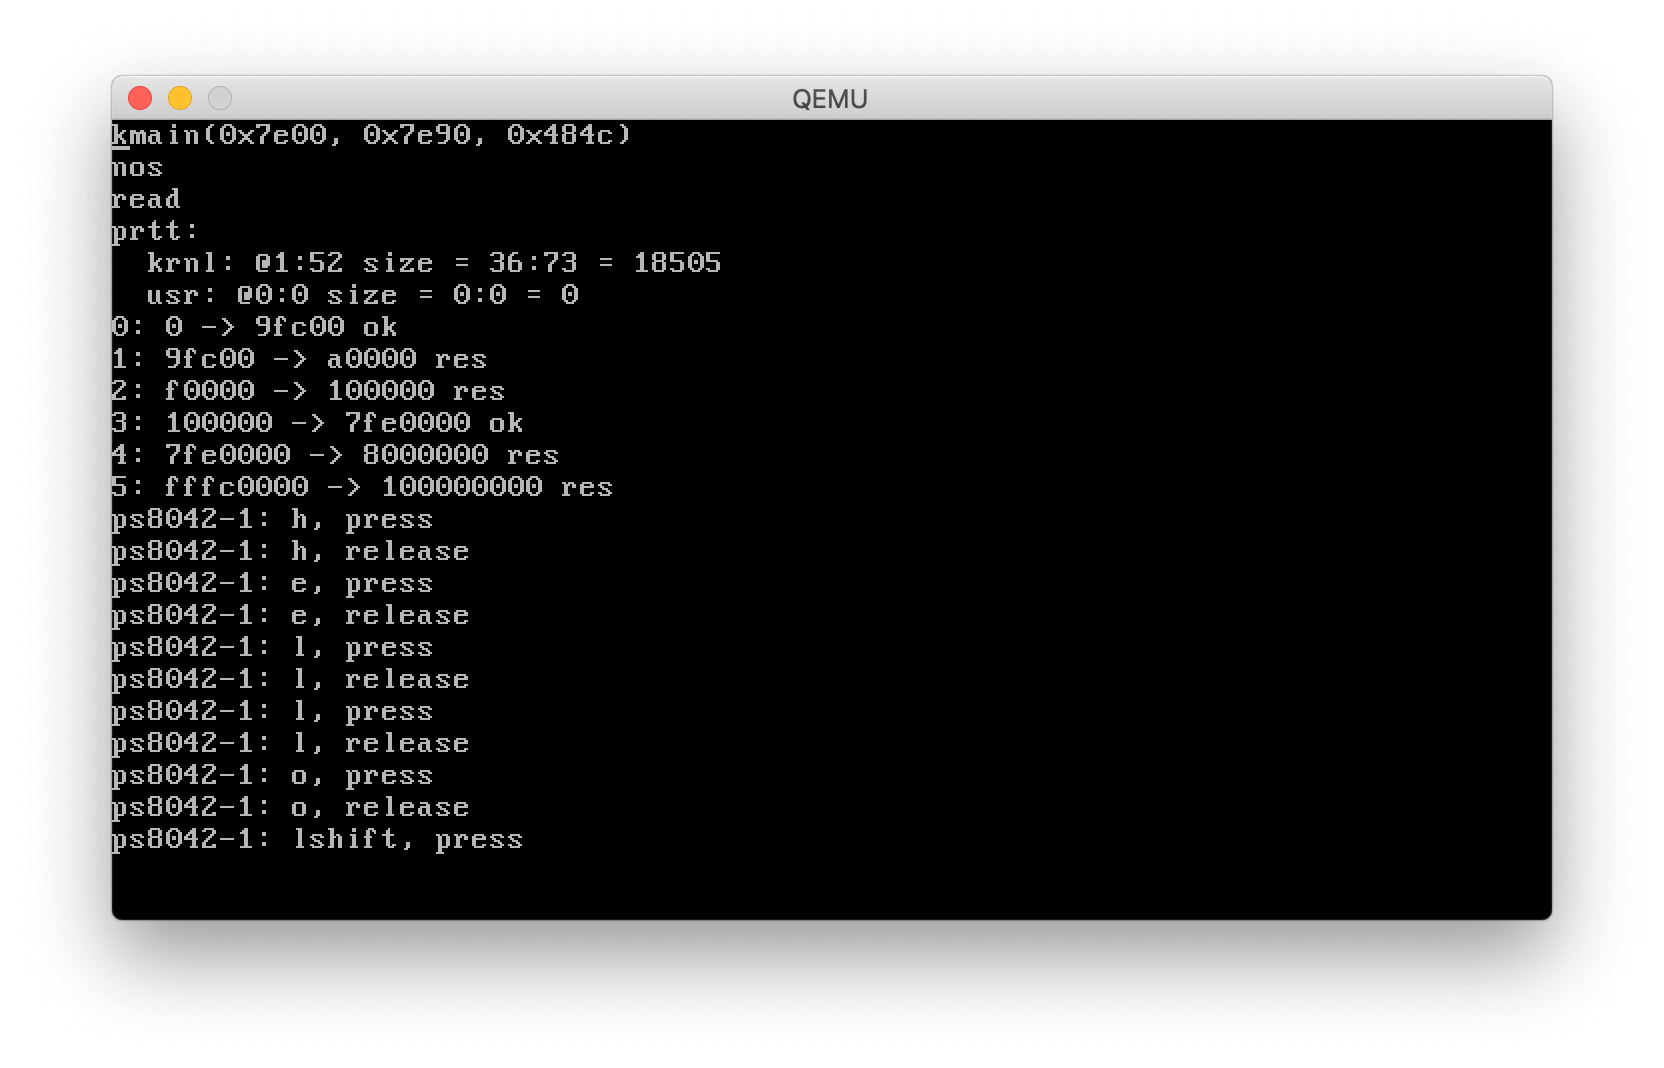 QEMU
kmain(0x7e00, 0x7e90, 0x484c)
nos
read
prtt:
  krnl: @1:52 size = 36:73 = 18505
  usr: @0:0 size = 0:0 = 0
0: 0 -> 9fc00 ok
1: 9fc00 -> a0000 res
2: f0000 -> 100000 res
3: 100000 -> 7fe0000 ok
4: 7fe0000 -> 8000000 res
5: fffc0000 -> 100000000 res
ps8042-1: h, press
ps8042-1: h, release
ps8042-1: e, press
ps8042-1: e, release
ps8042-1: l, press
ps8042-1: l, release
ps8042-1: l, press
ps8042-1: l, release
ps8042-1: o, press
ps8042-1: o, release
ps8042-1: lshift, press